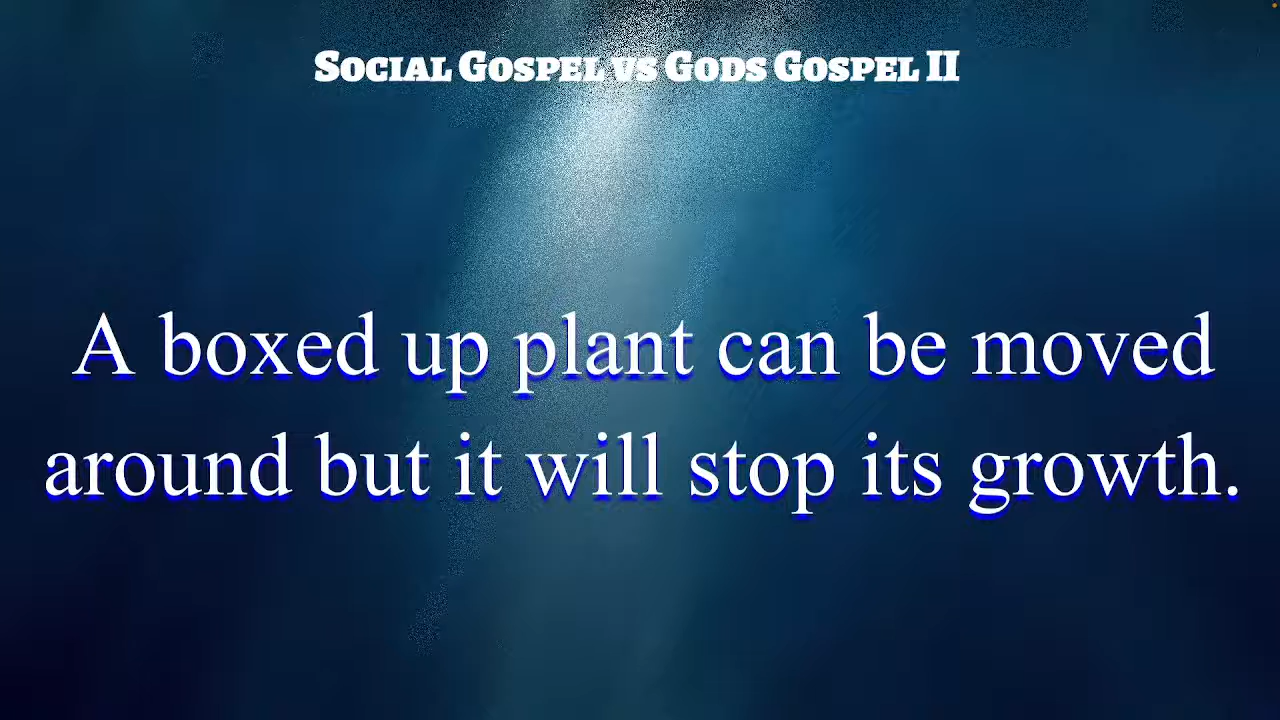 Social Gospel vs Gods Gospel II
A boxed up plant can be moved
around but it will stop its growth.